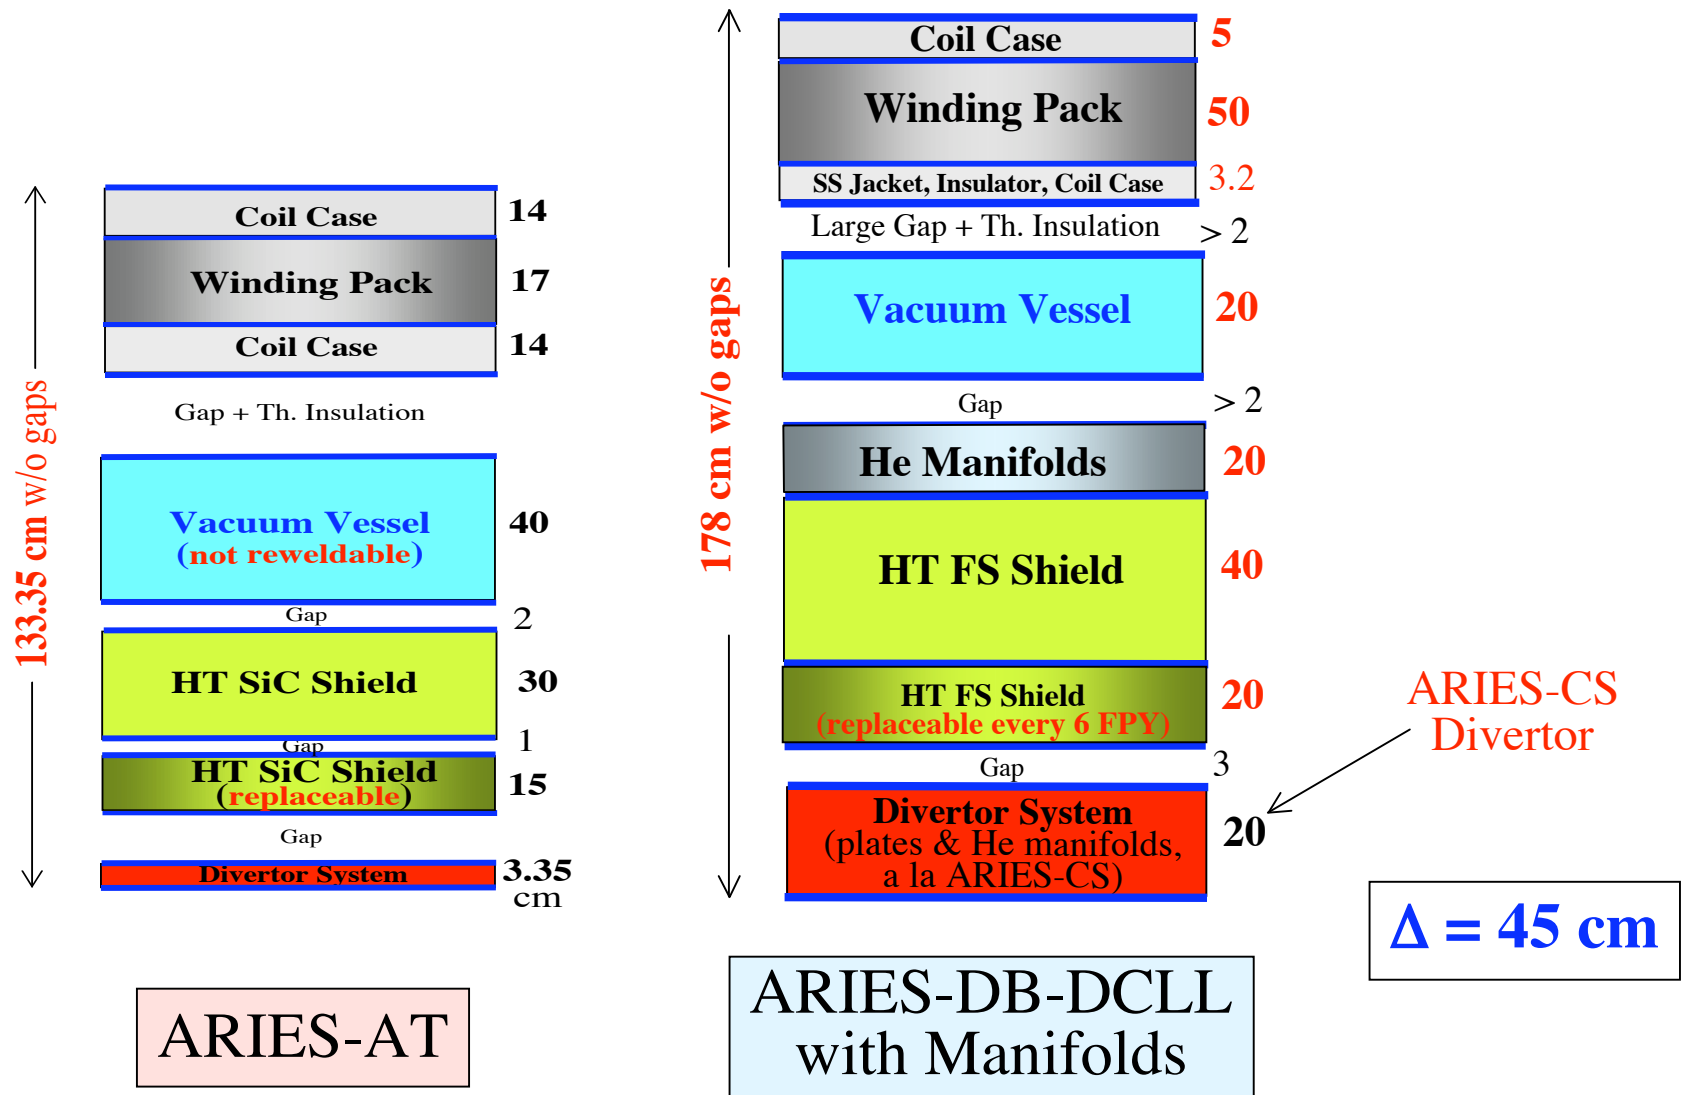 133.35 cm w/o gaps
Coil Case 14
Winding Pack 17
Coil Case 14
Gap + Th. Insulation
Vacuum Vessel 40
(not reweldable)
Gap 2
HT SiC Shield 30
Gap 1
HT SiC Shield 15
(replaceable)
Gap
Divertor System 3.35
cm
ARIES-AT
178 cm w/o gaps
Coil Case 5
Winding Pack 50
SS Jacket, Insulator, Coil Case 3.2
Large Gap + Th. Insulation > 2
Vacuum Vessel 20
Gap > 2
He Manifolds 20
HT FS Shield 40
HT FS Shield 20
(replaceable every 6 FPY)
Gap 3
Divertor System 20
(plates & He manifolds,
a la ARIES-CS)
ARIES-DB-DCLL
with Manifolds
ARIES-CS
Divertor
Δ = 45 cm